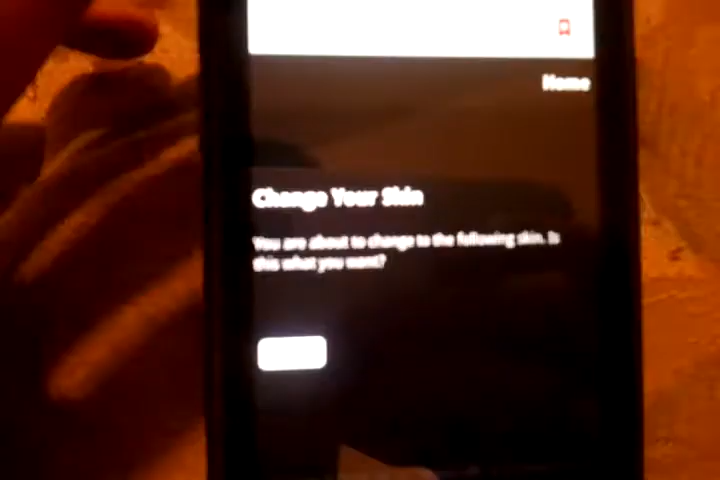 Home
Change Your Skin
You are about to change to the following skin. Is
this what you want?